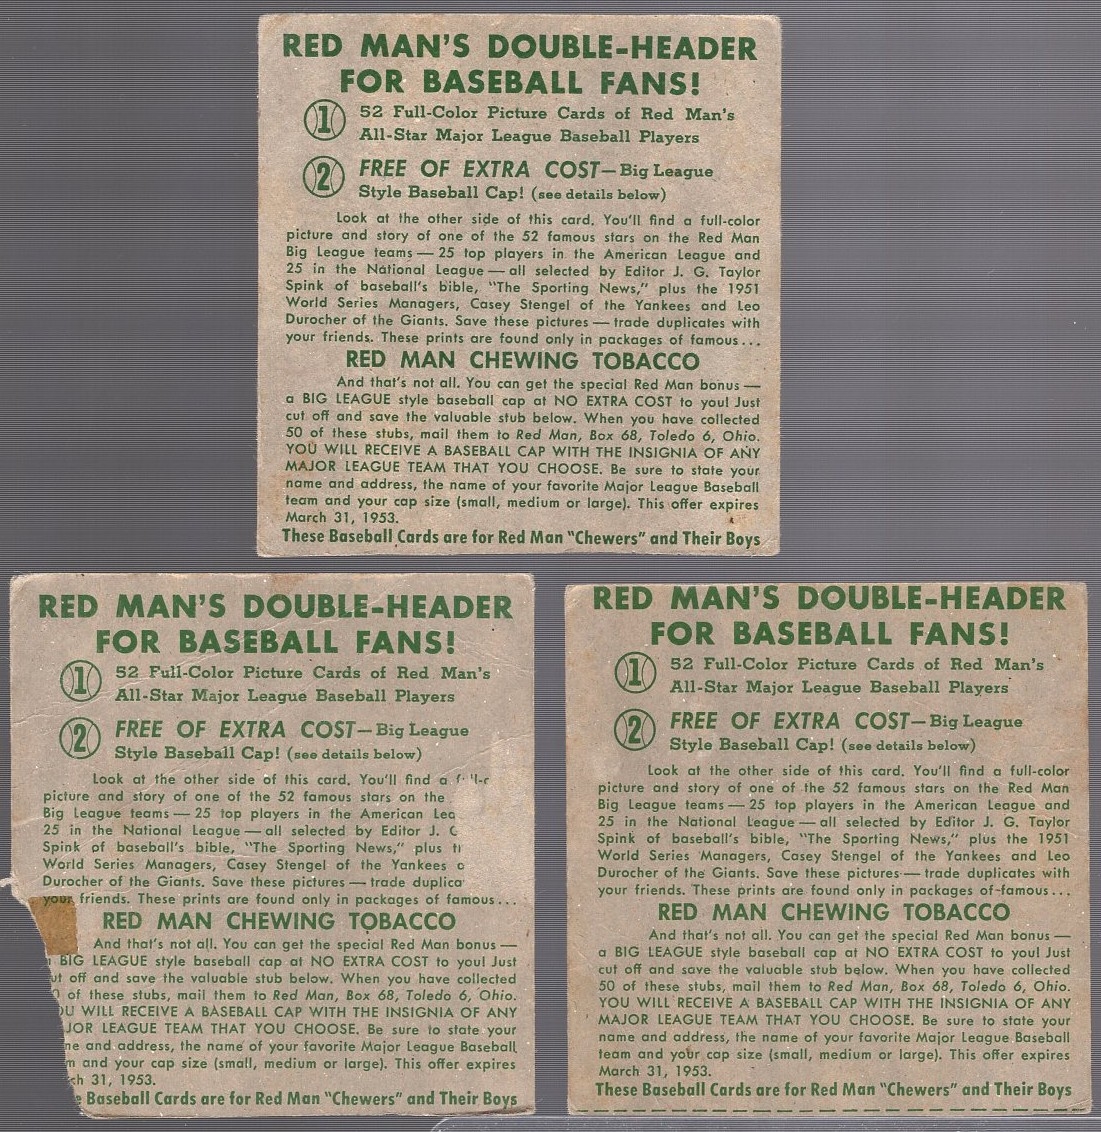 RED MAN'S DOUBLE-HEADER
FOR BASEBALL FANS!
1 52 Full-Color Picture Cards of Red Man's
All-Star Major League Baseball Players
2 FREE OF EXTRA COST—Big League
Style Baseball Cap! (see details below)
Look at the other side of this card. You'll find a full-color
picture and story of one of the 52 famous stars on the Red Man
Big League teams — 25 top players in the American League and
25 in the National League — all selected by Editor J. G. Taylor
Spink of baseball's bible, "The Sporting News," plus the 1951
World Series Managers, Casey Stengel of the Yankees and Leo
Durocher of the Giants. Save these pictures — trade duplicates with
your friends. These prints are found only in packages of famous...
RED MAN CHEWING TOBACCO
And that's not all. You can get the special Red Man bonus —
a BIG LEAGUE style baseball cap at NO EXTRA COST to you! Just
cut off and save the valuable stub below. When you have collected
50 of these stubs, mail them to Red Man, Box 68, Toledo 6, Ohio.
YOU WILL RECEIVE A BASEBALL CAP WITH THE INSIGNIA OF ANY
MAJOR LEAGUE TEAM THAT YOU CHOOSE. Be sure to state your
name and address, the name of your favorite Major League Baseball
team and your cap size (small, medium or large). This offer expires
March 31, 1953.
These Baseball Cards are for Red Man "Chewers" and Their Boys
RED MAN'S DOUBLE-HEADER
FOR BASEBALL FANS!
1 52 Full-Color Picture Cards of Red Man's
All-Star Major League Baseball Players
2 FREE OF EXTRA COST—Big League
Style Baseball Cap! (see details below)
Look at the other side of this card. You'll find a
picture and story of one of the 52 famous stars on the
Big League teams — 25 top players in the American
25 in the National League — all selected by Editor J.
Spink of baseball's bible, "The Sporting News," plus
World Series Managers, Casey Stengel of the Yankees
Durocher of the Giants. Save these pictures — trade
your friends. These prints are found only in packages of famous...
RED MAN CHEWING TOBACCO
And that's not all. You can get the special Red Man bonus —
BIG LEAGUE style baseball cap at NO EXTRA COST to you! Just
off and save the valuable stub below. When you have collected
of these stubs, mail them to Red Man, Box 68, Toledo 6, Ohio.
WILL RECEIVE A BASEBALL CAP WITH THE INSIGNIA OF ANY
LEAGUE TEAM THAT YOU CHOOSE. Be sure to state your
and address, the name of your favorite Major League Baseball
and your cap size (small, medium or large). This offer expires
31, 1953.
Baseball Cards are for Red Man "Chewers" and Their Boys
RED MAN'S DOUBLE-HEADER
FOR BASEBALL FANS!
1 52 Full-Color Picture Cards of Red Man's
All-Star Major League Baseball Players
2 FREE OF EXTRA COST—Big League
Style Baseball Cap! (see details below)
Look at the other side of this card. You'll find a full-color
picture and story of one of the 52 famous stars on the Red Man
Big League teams — 25 top players in the American League and
25 in the National League — all selected by Editor J. G. Taylor
Spink of baseball's bible, "The Sporting News," plus the 1951
World Series Managers, Casey Stengel of the Yankees and Leo
Durocher of the Giants. Save these pictures — trade duplicates with
your friends. These prints are found only in packages of famous...
RED MAN CHEWING TOBACCO
And that's not all. You can get the special Red Man bonus —
a BIG LEAGUE style baseball cap at NO EXTRA COST to you! Just
cut off and save the valuable stub below. When you have collected
50 of these stubs, mail them to Red Man, Box 68, Toledo 6, Ohio.
YOU WILL RECEIVE A BASEBALL CAP WITH THE INSIGNIA OF ANY
MAJOR LEAGUE TEAM THAT YOU CHOOSE. Be sure to state your
name and address, the name of your favorite Major League Baseball
team and your cap size (small, medium or large). This offer expires
March 31, 1953.
These Baseball Cards are for Red Man "Chewers" and Their Boys